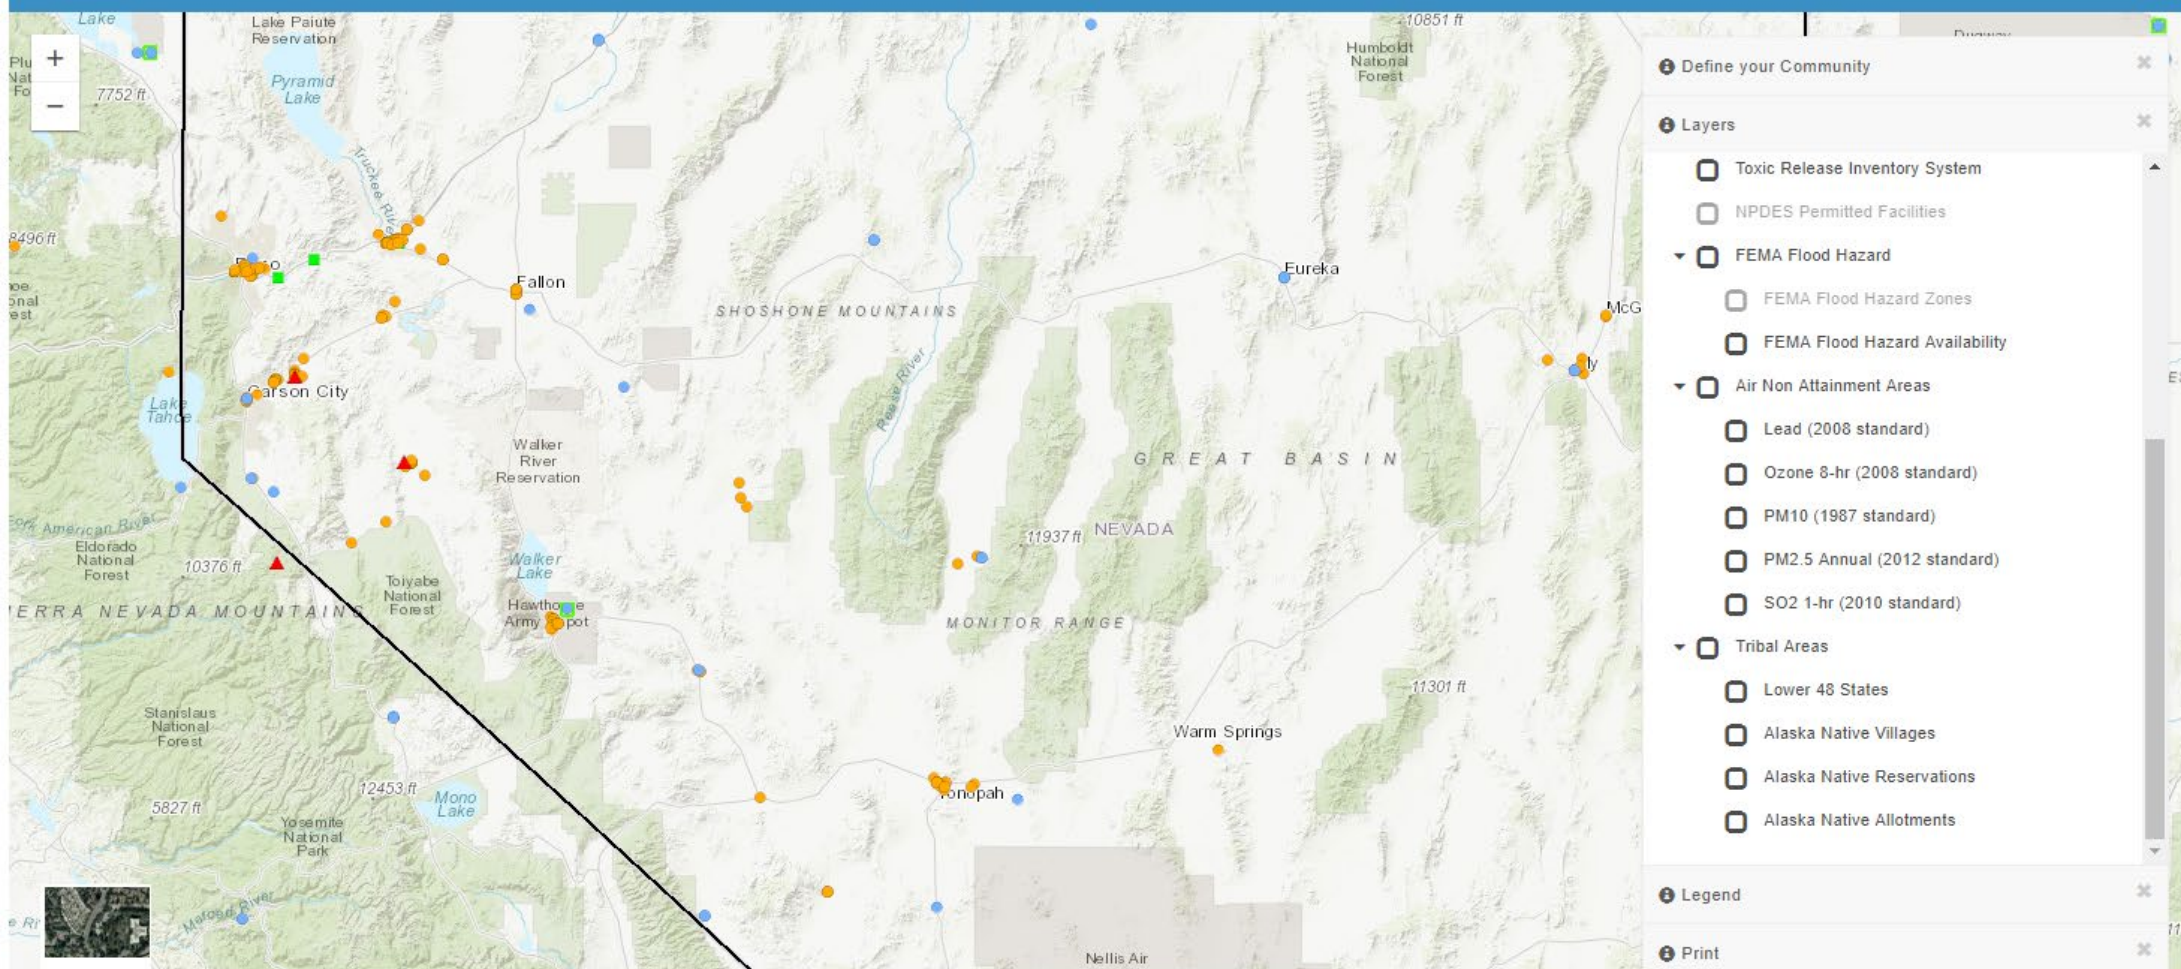 Lake
Lake Paiute
Reservation
Pyramid
Lake
7752 ft
8496 ft
Truckee
Fallon
Carson City
Lake
Tahoe
Walker
River
Reservation
Fork American River
Eldorado
National
Forest
10376 ft
Toiyabe
National
Forest
Walker
Lake
NEVADA MOUNTAINS
Stanislaus
National
Forest
5827 ft
12453 ft
Mono
Lake
Yosemite
National
Park
Merced River
10851 ft
Humboldt
National
Forest
Eureka
SHOSHONE MOUNTAINS
Reese River
GREAT BASIN
11937 ft
NEVADA
MONITOR RANGE
11301 ft
Warm Springs
Tonopah
Nellis Air
McG
+
−
Define your Community
Layers
Toxic Release Inventory System
NPDES Permitted Facilities
FEMA Flood Hazard
FEMA Flood Hazard Zones
FEMA Flood Hazard Availability
Air Non Attainment Areas
Lead (2008 standard)
Ozone 8-hr (2008 standard)
PM10 (1987 standard)
PM2.5 Annual (2012 standard)
SO2 1-hr (2010 standard)
Tribal Areas
Lower 48 States
Alaska Native Villages
Alaska Native Reservations
Alaska Native Allotments
Legend
Print